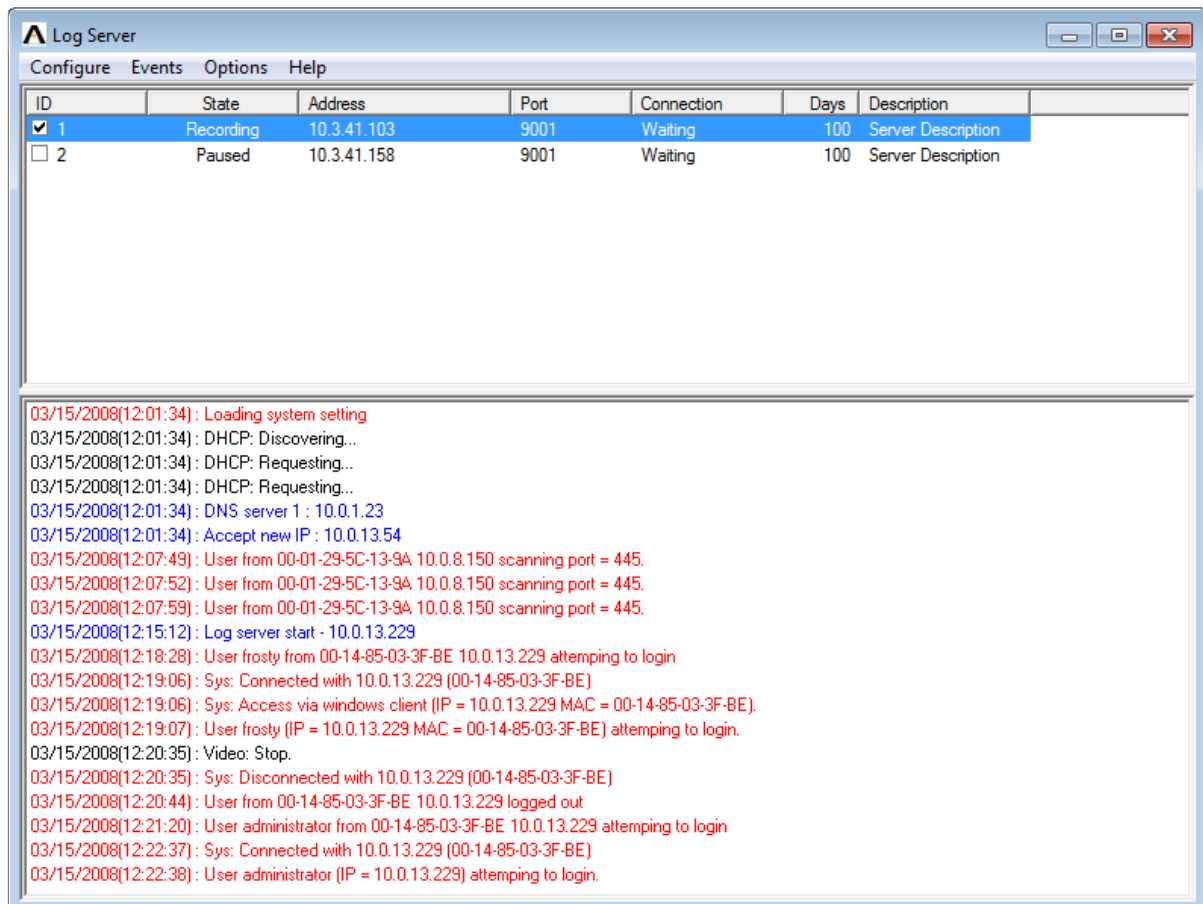 Log Server
Configure Events Options Help
ID State Address Port Connection Days Description
1 Recording 10.3.41.103 9001 Waiting 100 Server Description
2 Paused 10.3.41.158 9001 Waiting 100 Server Description
03/15/2008(12:01:34) : Loading system setting
03/15/2008(12:01:34) : DHCP: Discovering...
03/15/2008(12:01:34) : DHCP: Requesting...
03/15/2008(12:01:34) : DHCP: Requesting...
03/15/2008(12:01:34) : DNS server 1 : 10.0.1.23
03/15/2008(12:01:34) : Accept new IP : 10.0.13.54
03/15/2008(12:07:49) : User from 00-01-29-5C-13-9A 10.0.8.150 scanning port = 445.
03/15/2008(12:07:52) : User from 00-01-29-5C-13-9A 10.0.8.150 scanning port = 445.
03/15/2008(12:07:59) : User from 00-01-29-5C-13-9A 10.0.8.150 scanning port = 445.
03/15/2008(12:15:12) : Log server start - 10.0.13.229
03/15/2008(12:18:28) : User frosty from 00-14-85-03-3F-BE 10.0.13.229 attemping to login
03/15/2008(12:19:06) : Sys: Connected with 10.0.13.229 (00-14-85-03-3F-BE)
03/15/2008(12:19:06) : Sys: Access via windows client (IP = 10.0.13.229 MAC = 00-14-85-03-3F-BE).
03/15/2008(12:19:07) : User frosty (IP = 10.0.13.229 MAC = 00-14-85-03-3F-BE) attemping to login.
03/15/2008(12:20:35) : Video: Stop.
03/15/2008(12:20:35) : Sys: Disconnected with 10.0.13.229 (00-14-85-03-3F-BE)
03/15/2008(12:20:44) : User from 00-14-85-03-3F-BE 10.0.13.229 logged out
03/15/2008(12:21:20) : User administrator from 00-14-85-03-3F-BE 10.0.13.229 attemping to login
03/15/2008(12:22:37) : Sys: Connected with 10.0.13.229 (00-14-85-03-3F-BE)
03/15/2008(12:22:38) : User administrator (IP = 10.0.13.229) attemping to login.